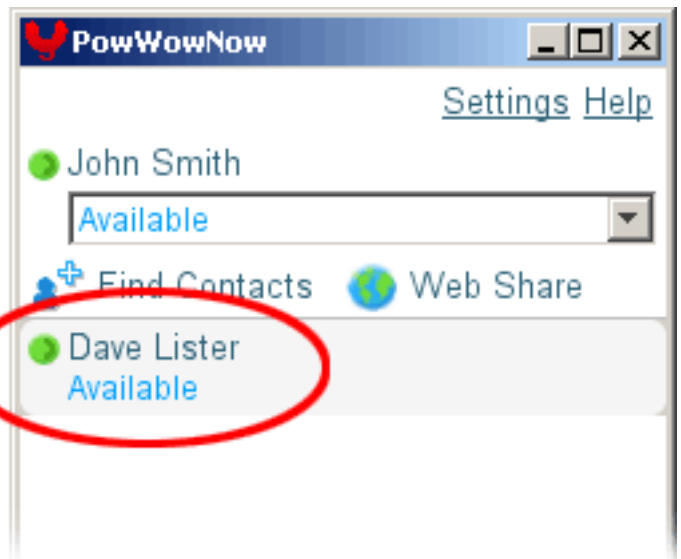 PowWowNow
Settings Help
John Smith
Available
Find Contacts Web Share
Dave Lister
Available